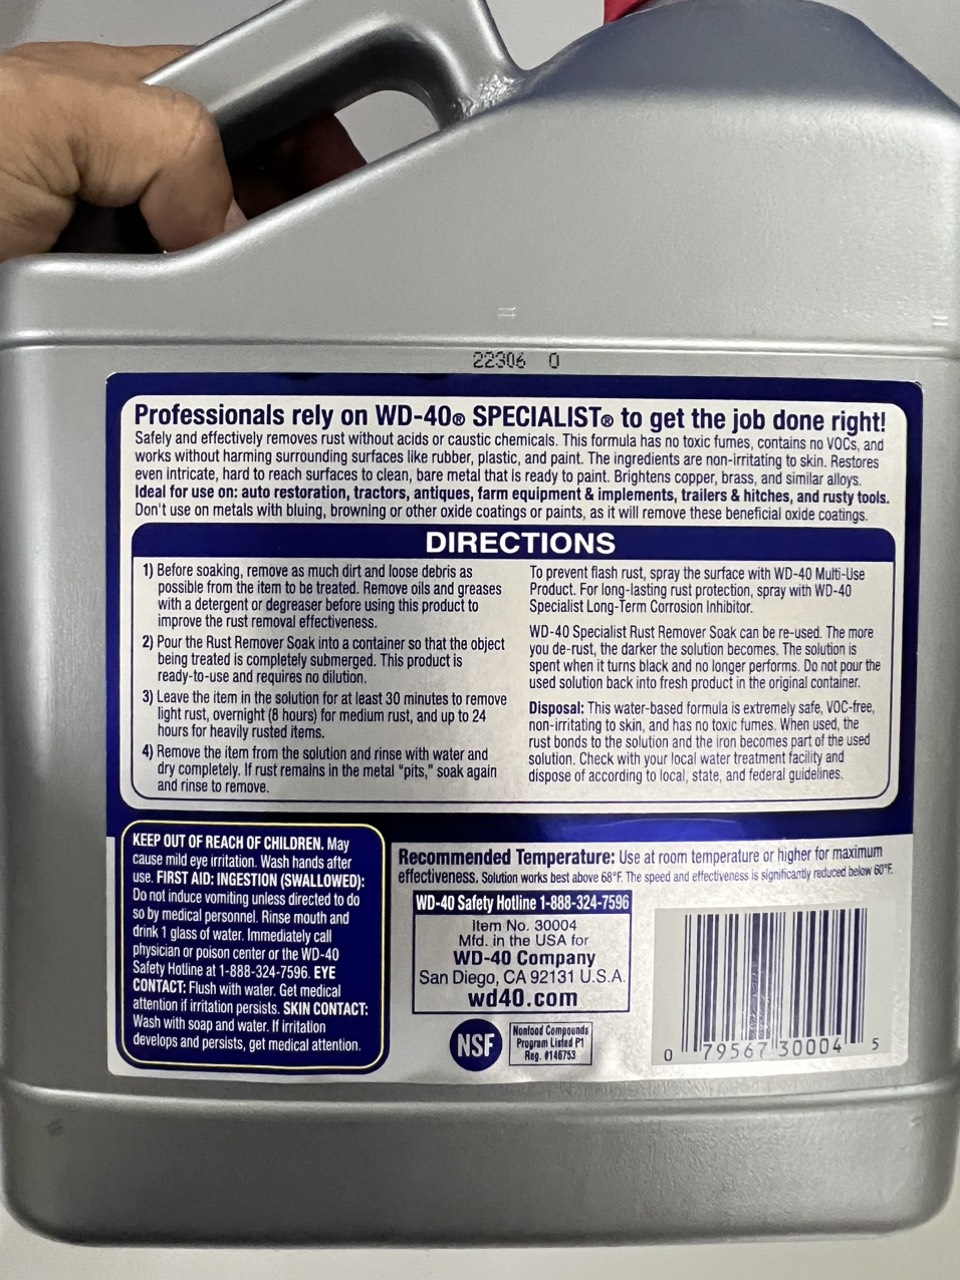 22306 0
Professionals rely on WD-40® SPECIALIST® to get the job done right!
Safely and effectively removes rust without acids or caustic chemicals. This formula has no toxic fumes, contains no VOCs, and
works without harming surrounding surfaces like rubber, plastic, and paint. The ingredients are non-irritating to skin. Restores
even intricate, hard to reach surfaces to clean, bare metal that is ready to paint. Brightens copper, brass, and similar alloys.
Ideal for use on: auto restoration, tractors, antiques, farm equipment & implements, trailers & hitches, and rusty tools.
Don't use on metals with bluing, browning or other oxide coatings or paints, as it will remove these beneficial oxide coatings.
DIRECTIONS
1) Before soaking, remove as much dirt and loose debris as
possible from the item to be treated. Remove oils and greases
with a detergent or degreaser before using this product to
improve the rust removal effectiveness.
2) Pour the Rust Remover Soak into a container so that the object
being treated is completely submerged. This product is
ready-to-use and requires no dilution.
3) Leave the item in the solution for at least 30 minutes to remove
light rust, overnight (8 hours) for medium rust, and up to 24
hours for heavily rusted items.
4) Remove the item from the solution and rinse with water and
dry completely. If rust remains in the metal "pits," soak again
and rinse to remove.
To prevent flash rust, spray the surface with WD-40 Multi-Use
Product. For long-lasting rust protection, spray with WD-40
Specialist Long-Term Corrosion Inhibitor.
WD-40 Specialist Rust Remover Soak can be re-used. The more
you de-rust, the darker the solution becomes. The solution is
spent when it turns black and no longer performs. Do not pour the
used solution back into fresh product in the original container.
Disposal: This water-based formula is extremely safe, VOC-free,
non-irritating to skin, and has no toxic fumes. When used, the
rust bonds to the solution and the iron becomes part of the used
solution. Check with your local water treatment facility and
dispose of according to local, state, and federal guidelines.
KEEP OUT OF REACH OF CHILDREN. May
cause mild eye irritation. Wash hands after
use. FIRST AID: INGESTION (SWALLOWED):
Do not induce vomiting unless directed to do
so by medical personnel. Rinse mouth and
drink 1 glass of water. Immediately call
physician or poison center or the WD-40
Safety Hotline at 1-888-324-7596. EYE
CONTACT: Flush with water. Get medical
attention if irritation persists. SKIN CONTACT:
Wash with soap and water. If irritation
develops and persists, get medical attention.
Recommended Temperature: Use at room temperature or higher for maximum
effectiveness. Solution works best above 68°F. The speed and effectiveness is significantly reduced below 60°F.
WD-40 Safety Hotline 1-888-324-7596
Item No. 30004
Mfd. in the USA for
WD-40 Company
San Diego, CA 92131 U.S.A.
wd40.com
NSF
Nonfood Compounds
Program Listed P1
Reg. #146753
0 79567 30004 5